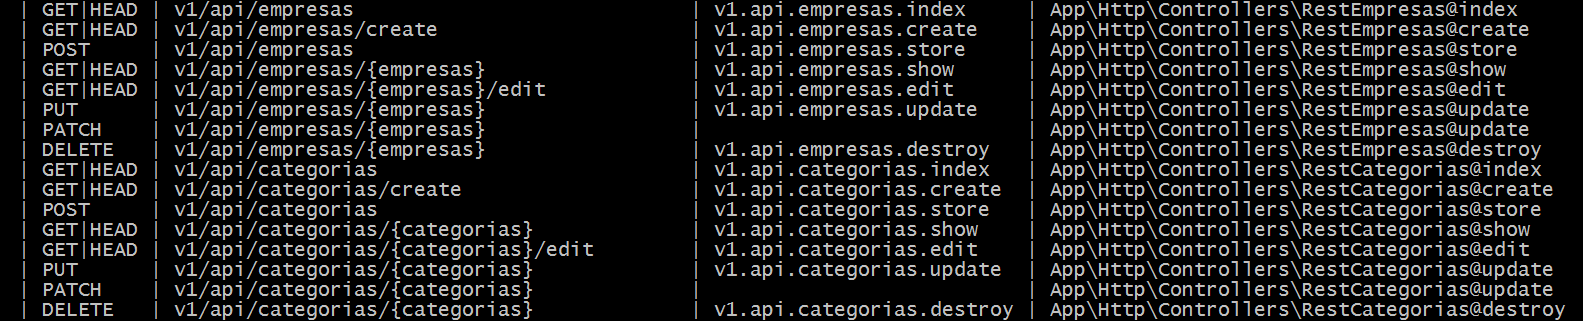 | GET|HEAD | v1/api/empresas | v1.api.empresas.index | App\Http\Controllers\RestEmpresas@index
| GET|HEAD | v1/api/empresas/create | v1.api.empresas.create | App\Http\Controllers\RestEmpresas@create
| POST | v1/api/empresas | v1.api.empresas.store | App\Http\Controllers\RestEmpresas@store
| GET|HEAD | v1/api/empresas/{empresas} | v1.api.empresas.show | App\Http\Controllers\RestEmpresas@show
| GET|HEAD | v1/api/empresas/{empresas}/edit | v1.api.empresas.edit | App\Http\Controllers\RestEmpresas@edit
| PUT | v1/api/empresas/{empresas} | v1.api.empresas.update | App\Http\Controllers\RestEmpresas@update
| PATCH | v1/api/empresas/{empresas} | | App\Http\Controllers\RestEmpresas@update
| DELETE | v1/api/empresas/{empresas} | v1.api.empresas.destroy | App\Http\Controllers\RestEmpresas@destroy
| GET|HEAD | v1/api/categorias | v1.api.categorias.index | App\Http\Controllers\RestCategorias@index
| GET|HEAD | v1/api/categorias/create | v1.api.categorias.create | App\Http\Controllers\RestCategorias@create
| POST | v1/api/categorias | v1.api.categorias.store | App\Http\Controllers\RestCategorias@store
| GET|HEAD | v1/api/categorias/{categorias} | v1.api.categorias.show | App\Http\Controllers\RestCategorias@show
| GET|HEAD | v1/api/categorias/{categorias}/edit | v1.api.categorias.edit | App\Http\Controllers\RestCategorias@edit
| PUT | v1/api/categorias/{categorias} | v1.api.categorias.update | App\Http\Controllers\RestCategorias@update
| PATCH | v1/api/categorias/{categorias} | | App\Http\Controllers\RestCategorias@update
| DELETE | v1/api/categorias/{categorias} | v1.api.categorias.destroy | App\Http\Controllers\RestCategorias@destroy